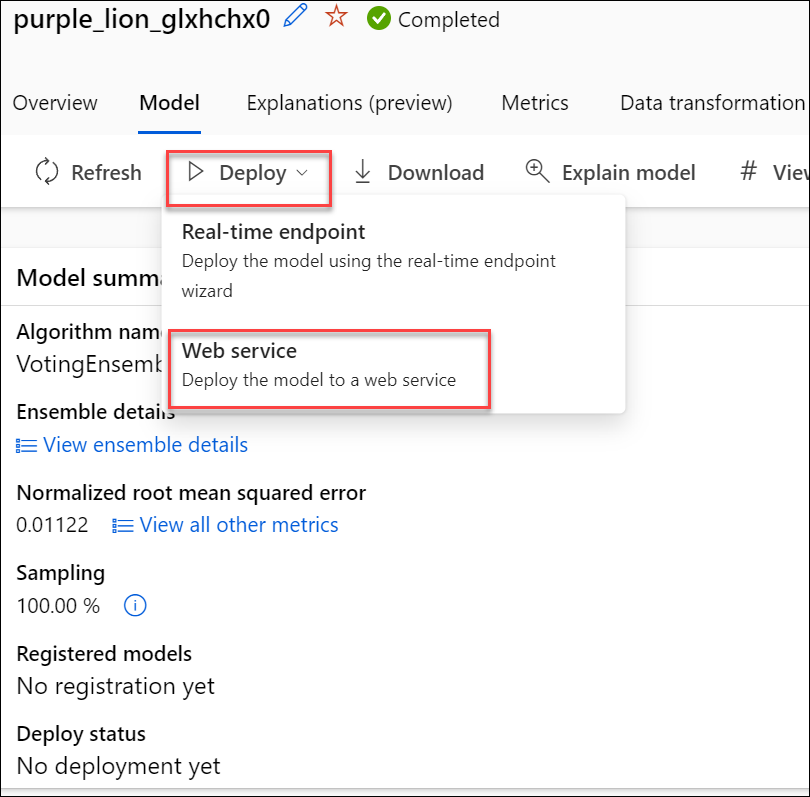 purple_lion_glxhchx0 Completed
Overview Model Explanations (preview) Metrics Data transformation
Refresh Deploy Download Explain model # View
Real-time endpoint
Deploy the model using the real-time endpoint
wizard
Model summa
Web service
Deploy the model to a web service
Algorithm name
VotingEnsemb
Ensemble details
View ensemble details
Normalized root mean squared error
0.01122 View all other metrics
Sampling
100.00 %
Registered models
No registration yet
Deploy status
No deployment yet